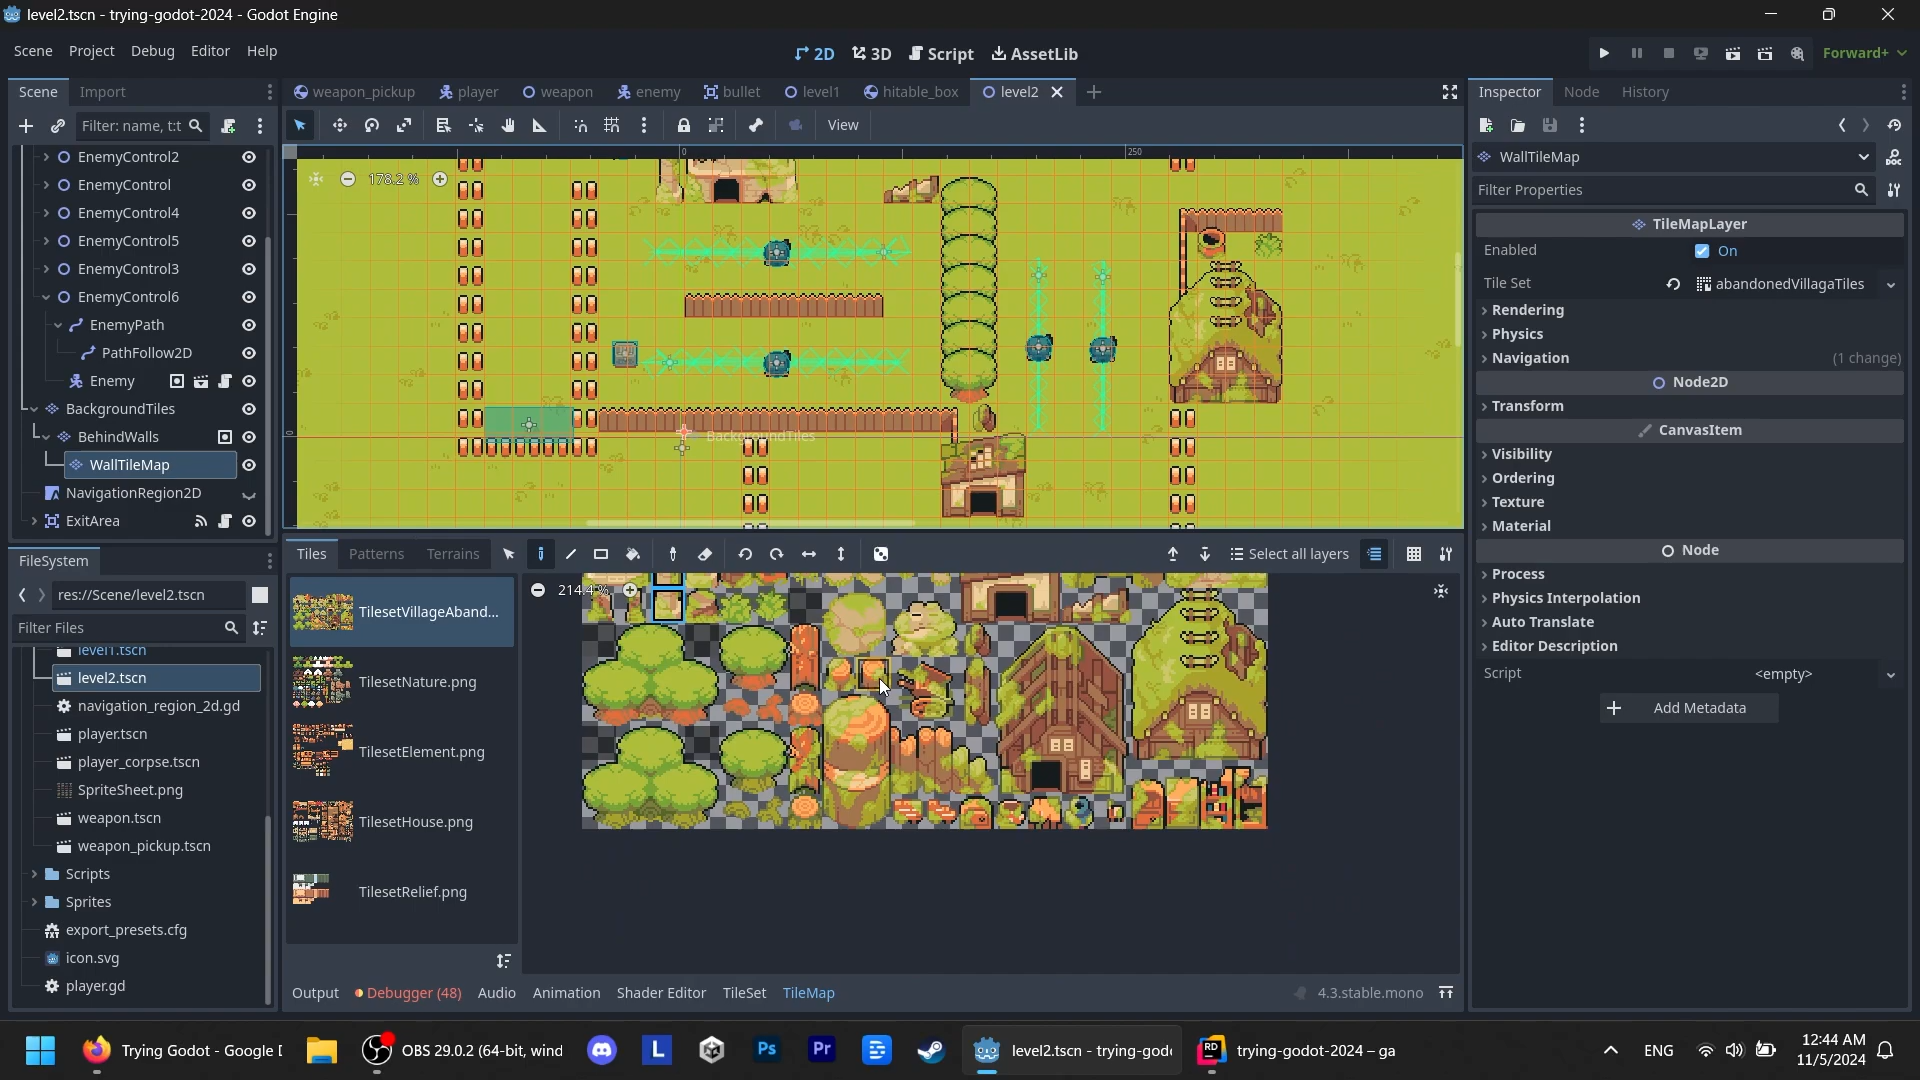 level2.tscn - trying-godot-2024 - Godot Engine
Scene Project Debug Editor Help
2D 3D Script AssetLib
Forward+
Scene Import
weapon_pickup player weapon enemy bullet level1 hitable_box level2
Inspector Node History
Filter: name, t:t
View
WallTileMap
Filter Properties
EnemyControl2
EnemyControl
EnemyControl4
EnemyControl5
EnemyControl3
EnemyControl6
EnemyPath
PathFollow2D
Enemy
BackgroundTiles
BehindWalls
WallTileMap
NavigationRegion2D
ExitArea
0
250
178.2 %
0
BackgroundTiles
TileMapLayer
Enabled On
Tile Set abandonedVillagaTiles
Rendering
Physics
Navigation (1 change)
Node2D
Transform
CanvasItem
Visibility
Ordering
Texture
Material
Node
Process
Physics Interpolation
Auto Translate
Editor Description
Script <empty>
Add Metadata
FileSystem
res://Scene/level2.tscn
Filter Files
level1.tscn
level2.tscn
navigation_region_2d.gd
player.tscn
player_corpse.tscn
SpriteSheet.png
weapon.tscn
weapon_pickup.tscn
Scripts
Sprites
export_presets.cfg
icon.svg
player.gd
Tiles Patterns Terrains
Select all layers
TilesetVillageAband...
TilesetNature.png
TilesetElement.png
TilesetHouse.png
TilesetRelief.png
214.4 %
Output Debugger (48) Audio Animation Shader Editor TileSet TileMap
4.3.stable.mono
Trying Godot - Google D
OBS 29.0.2 (64-bit, wind
L
Ps
Pr
level2.tscn - trying-godo
RD
trying-godot-2024 – ga
ENG
12:44 AM
11/5/2024